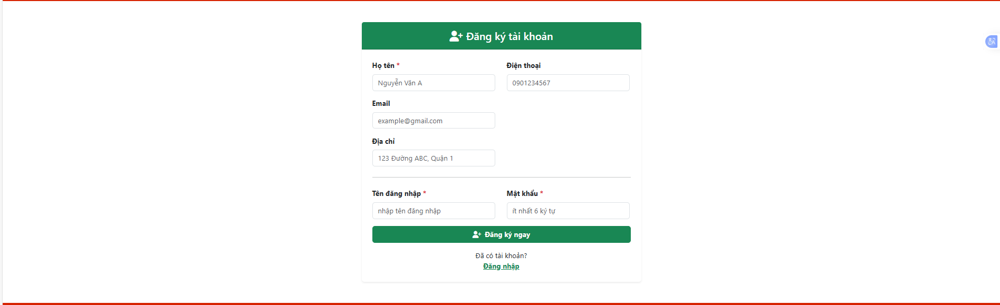 Đăng ký tài khoản
Họ tên *
Điện thoại
Nguyễn Văn A
0901234567
Email
example@gmail.com
Địa chỉ
123 Đường ABC, Quận 1
Tên đăng nhập *
Mật khẩu *
nhập tên đăng nhập
ít nhất 6 ký tự
Đăng ký ngay
Đã có tài khoản?
Đăng nhập